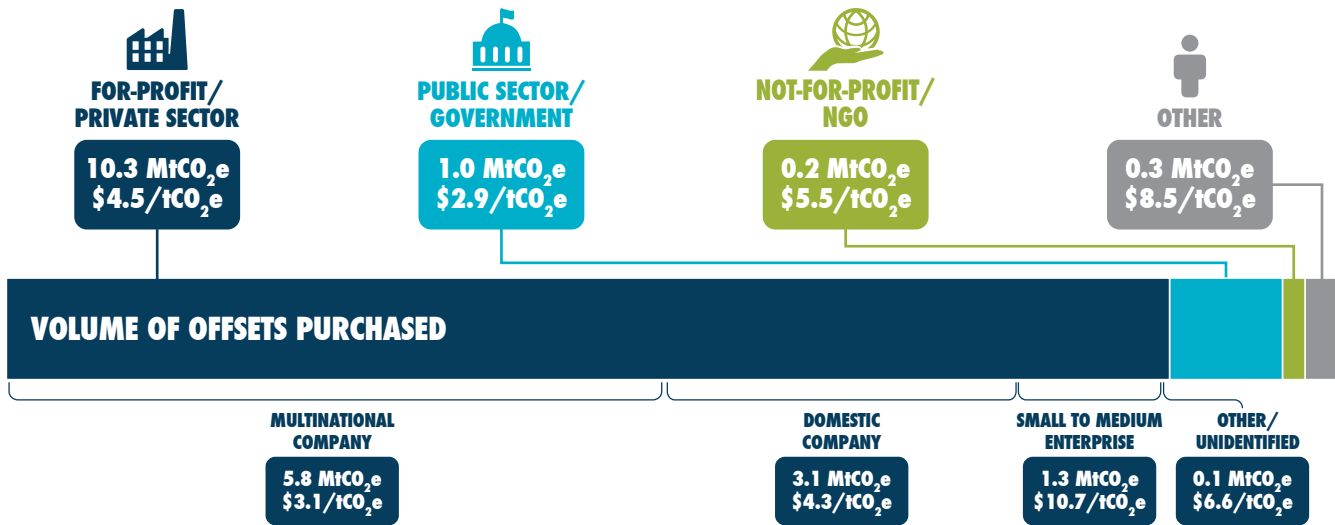 FOR-PROFIT/
PRIVATE SECTOR
10.3 MtCO₂e
$4.5/tCO₂e
PUBLIC SECTOR/
GOVERNMENT
1.0 MtCO₂e
$2.9/tCO₂e
NOT-FOR-PROFIT/
NGO
0.2 MtCO₂e
$5.5/tCO₂e
OTHER
0.3 MtCO₂e
$8.5/tCO₂e
VOLUME OF OFFSETS PURCHASED
MULTINATIONAL
COMPANY
5.8 MtCO₂e
$3.1/tCO₂e
DOMESTIC
COMPANY
3.1 MtCO₂e
$4.3/tCO₂e
SMALL TO MEDIUM
ENTERPRISE
1.3 MtCO₂e
$10.7/tCO₂e
OTHER/
UNIDENTIFIED
0.1 MtCO₂e
$6.6/tCO₂e